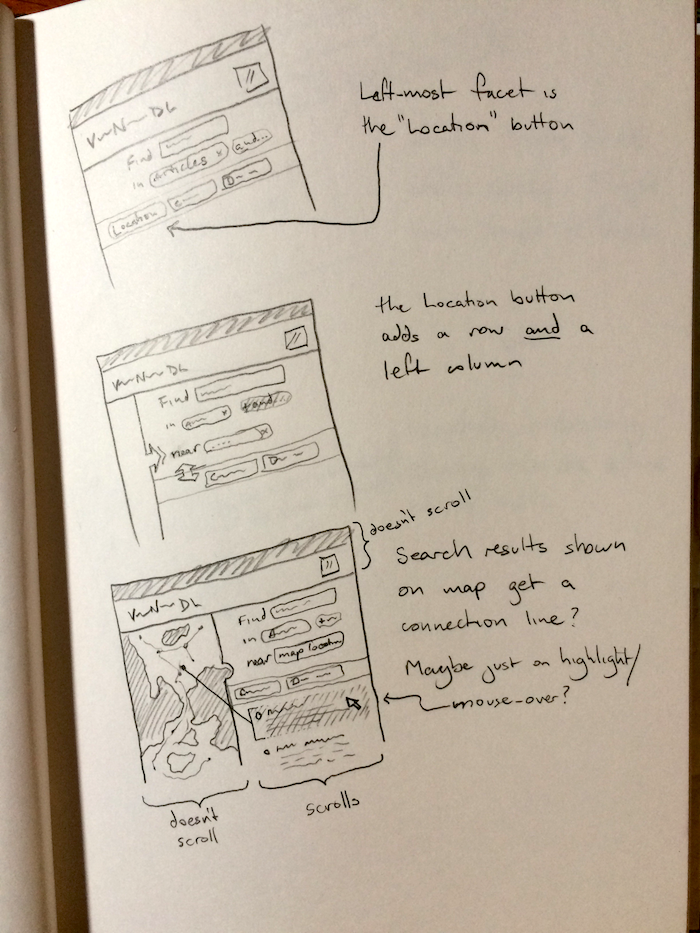 Left-most facet is
the "Location" button
Find
in Articles x and...
Location
the Location button
adds a row and a
left column
Find
in x
near .... x
doesn't scroll
Search results shown
on map get a
connection line?
Maybe just on highlight/
mouse-over?
Find
in
near map location
doesn't
scroll
scrolls